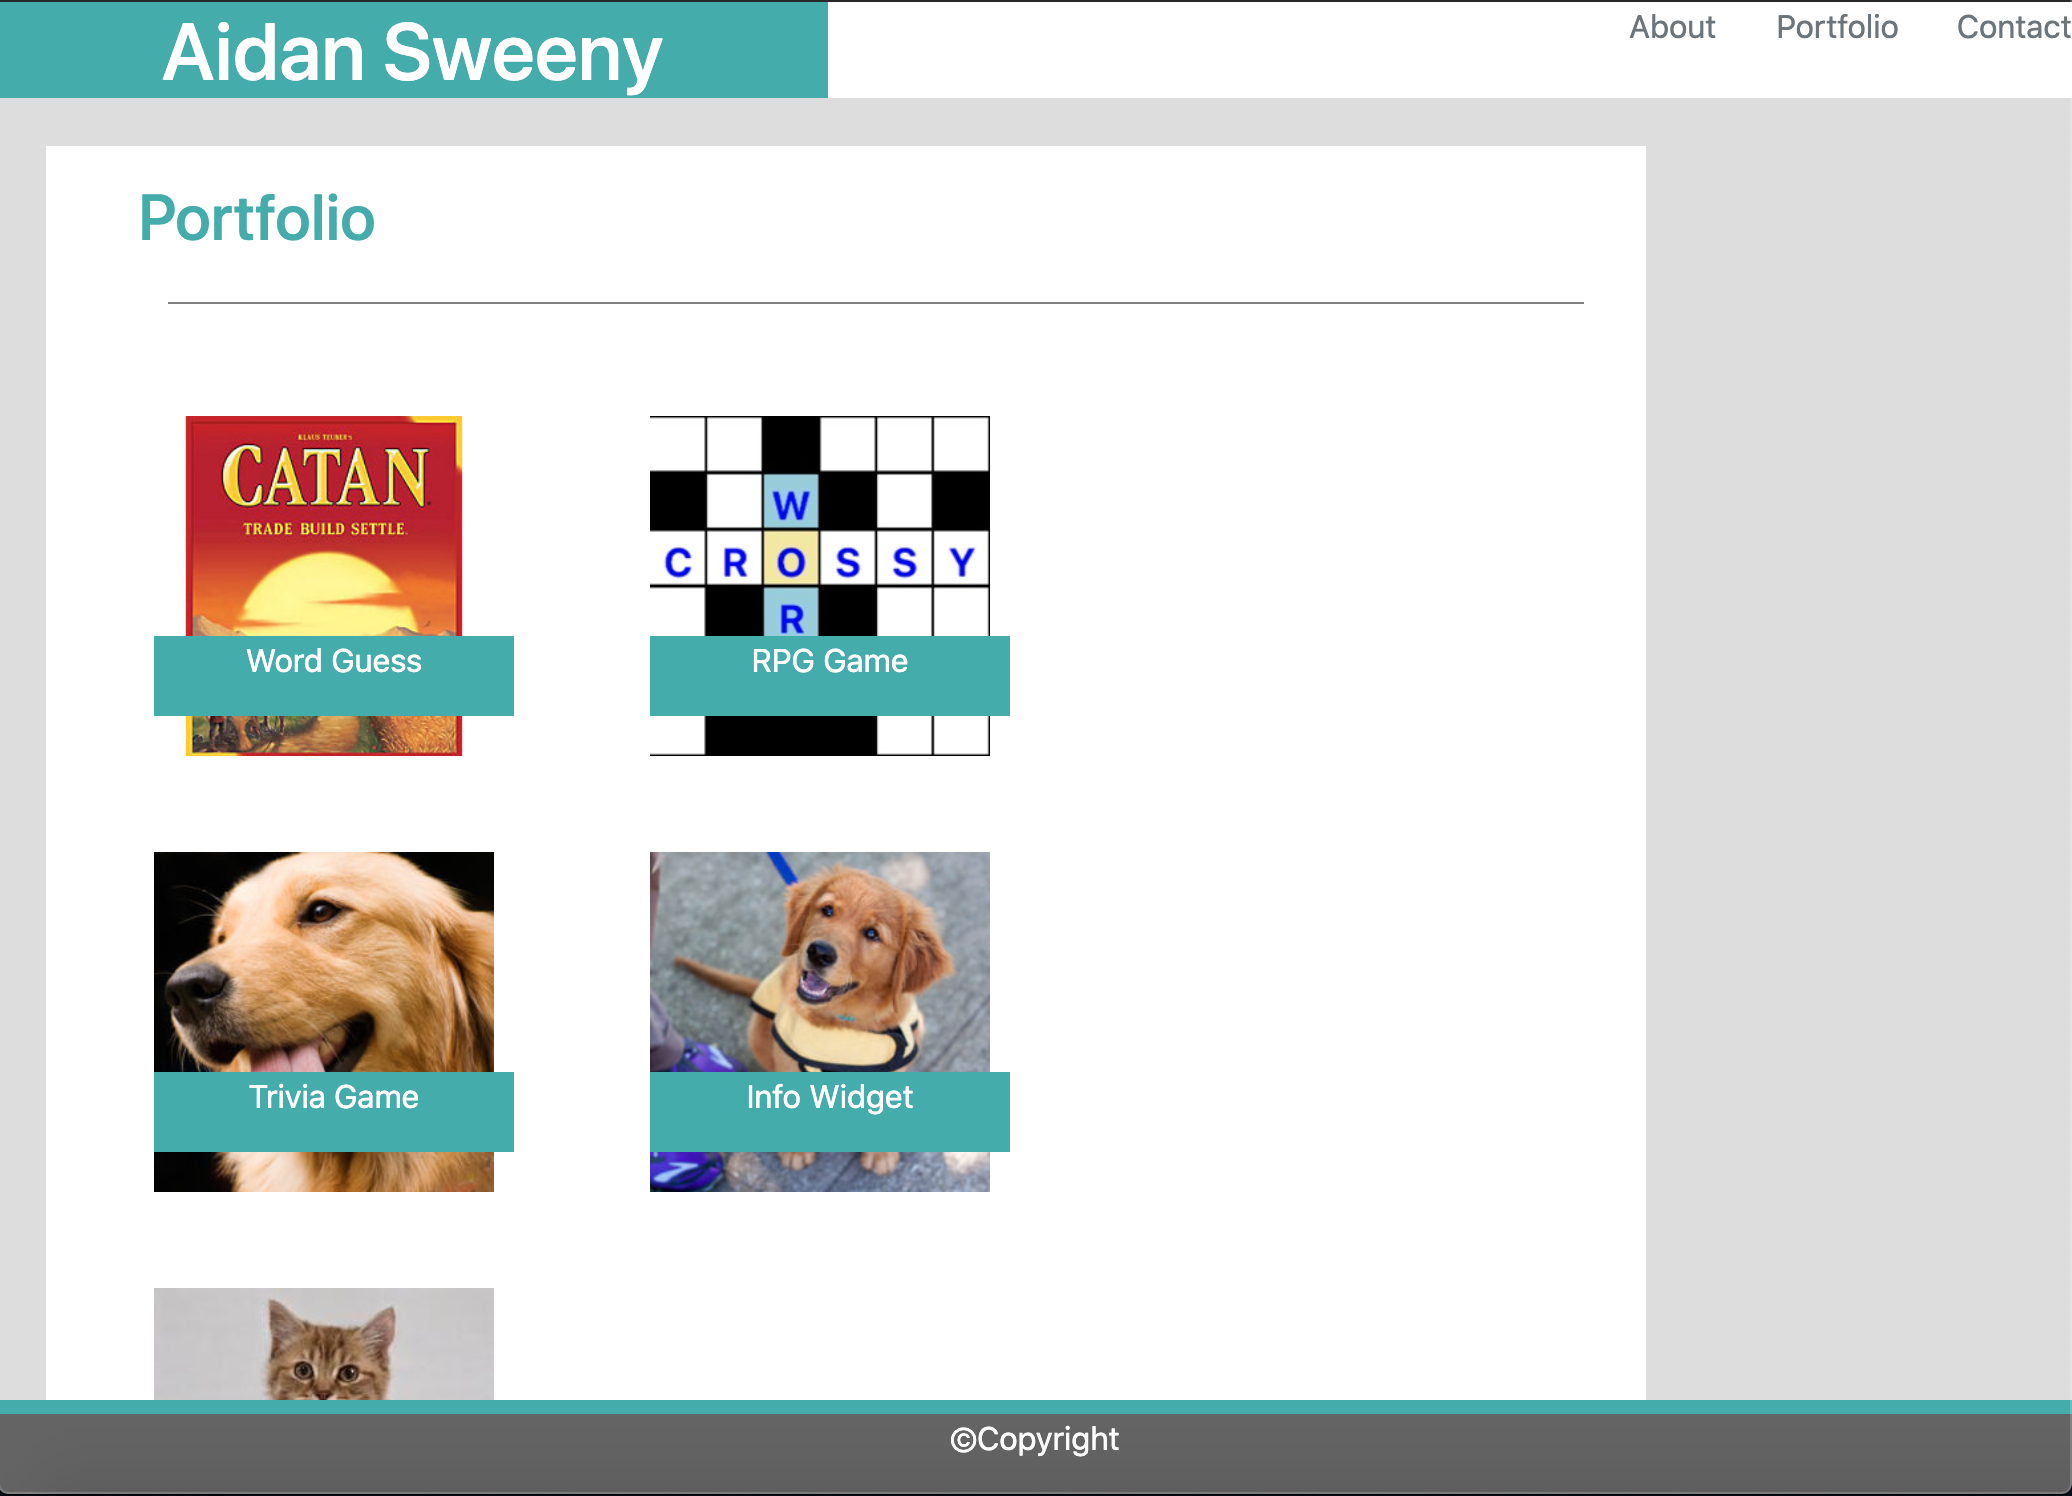 Aidan Sweeny
About Portfolio Contact
Portfolio
KLAUS TEUBER'S
CATAN
TRADE BUILD SETTLE.
Word Guess
W
CROSSY
R
RPG Game
Trivia Game
Info Widget
©Copyright